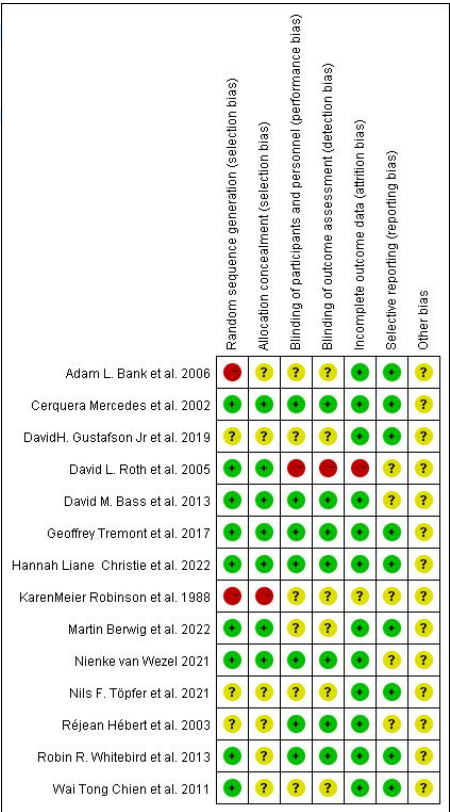 Random sequence generation (selection bias)
Allocation concealment (selection bias)
Blinding of participants and personnel (performance bias)
Blinding of outcome assessment (detection bias)
Incomplete outcome data (attrition bias)
Selective reporting (reporting bias)
Other bias
Adam L. Bank et al. 2006 - ? ? ? + + ?
Cerquera Mercedes et al. 2002 + + + + + + ?
DavidH. Gustafson Jr et al. 2019 ? ? ? ? + + ?
David L. Roth et al. 2005 + + - - - ? ?
David M. Bass et al. 2013 + + + + + ? ?
Geoffrey Tremont et al. 2017 + + + + + + ?
Hannah Liane Christie et al. 2022 + + + + + + ?
KarenMeier Robinson et al. 1988 - - ? ? ? ? ?
Martin Berwig et al. 2022 + + ? ? + + ?
Nienke van Wezel 2021 + + + + + ? ?
Nils F. Töpfer et al. 2021 ? ? ? ? + + ?
Réjean Hébert et al. 2003 ? ? + + + ? ?
Robin R. Whitebird et al. 2013 + ? + + + + ?
Wai Tong Chien et al. 2011 + ? ? ? + + ?